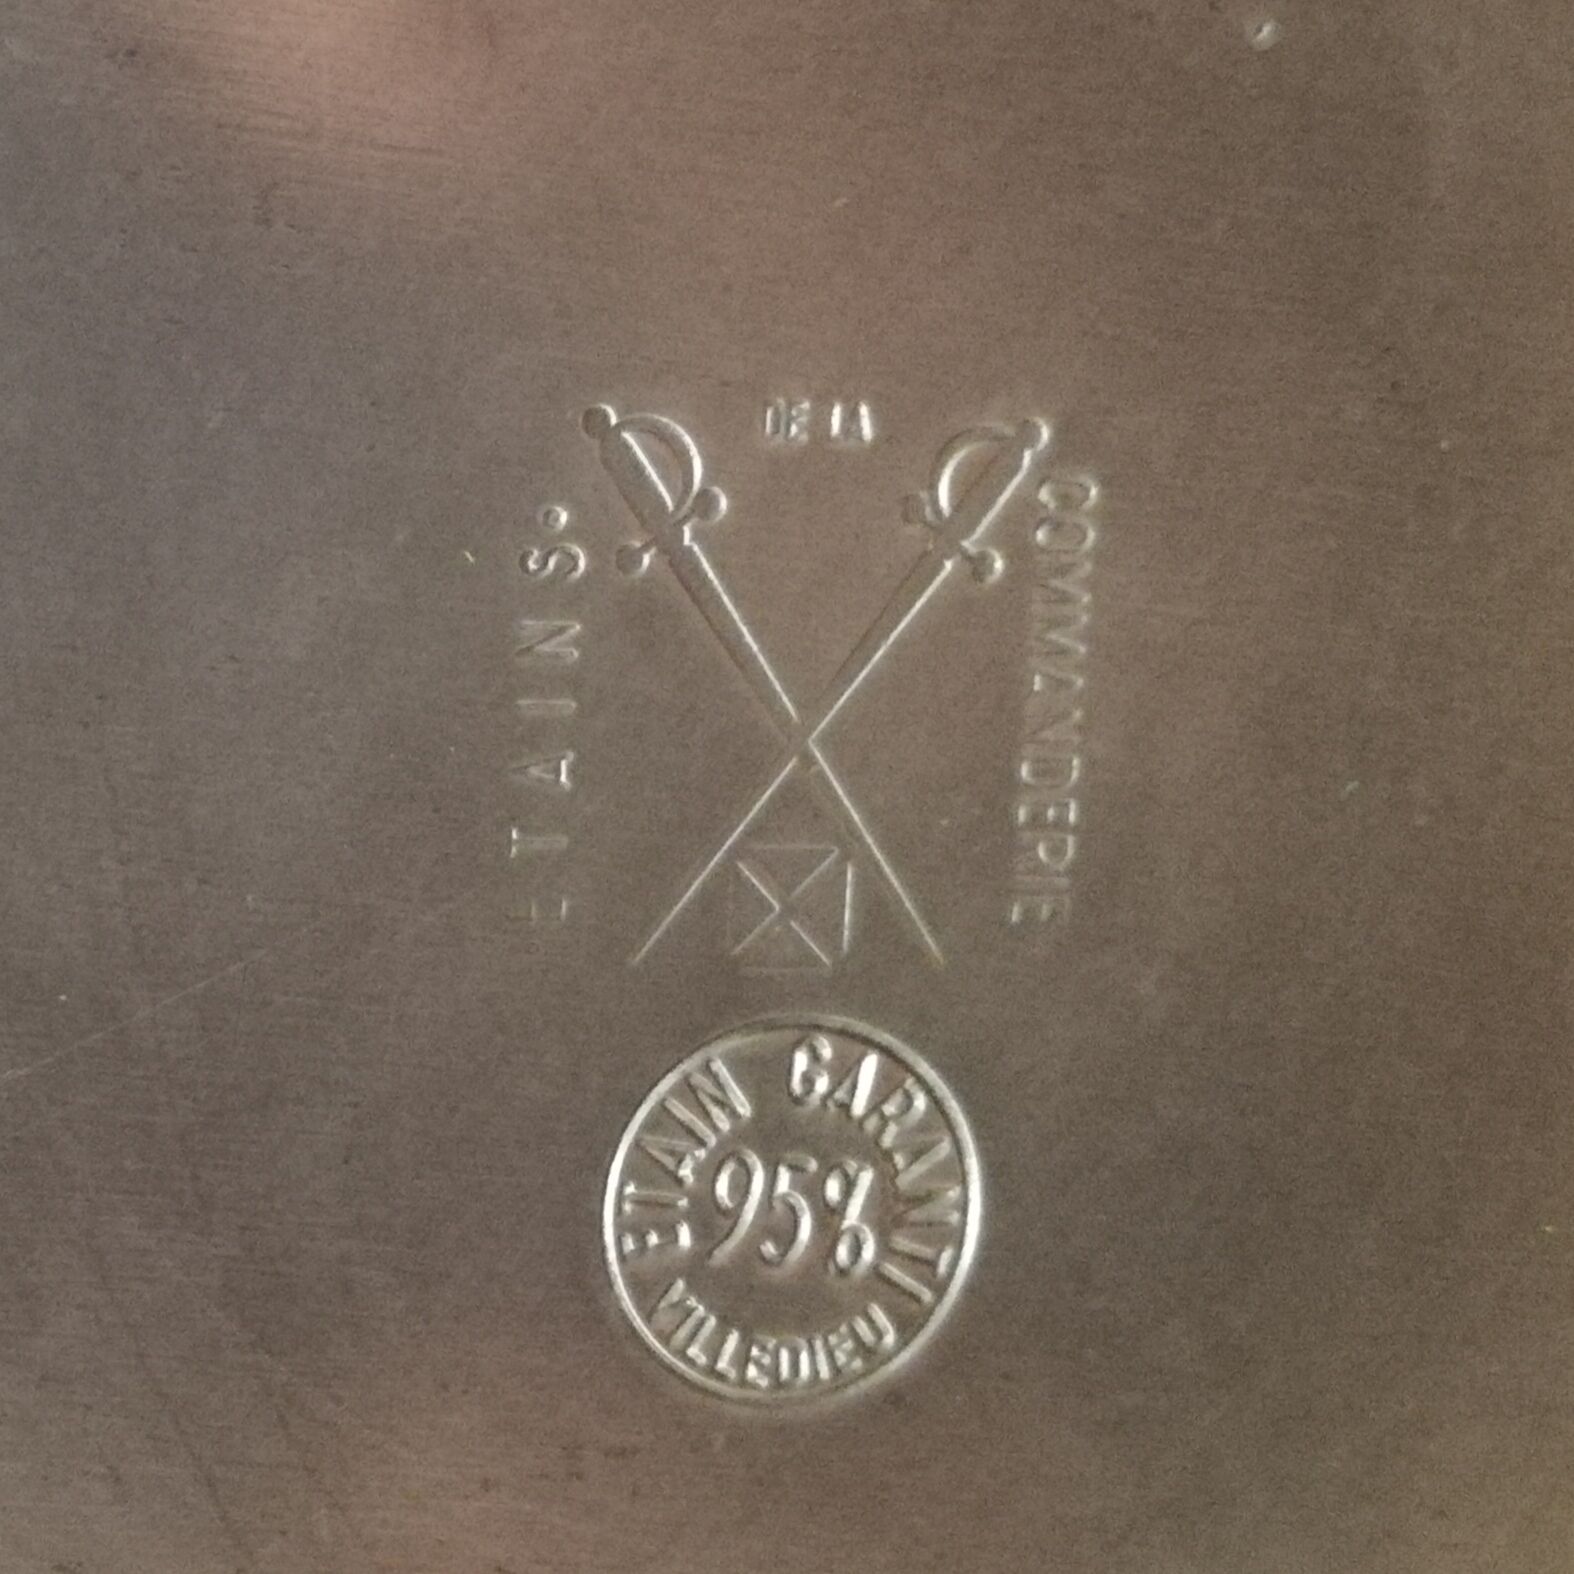 ETAINS
DE LA
COMMANDERIE
ETAIN GARANTI
95%
VILLEDIEU